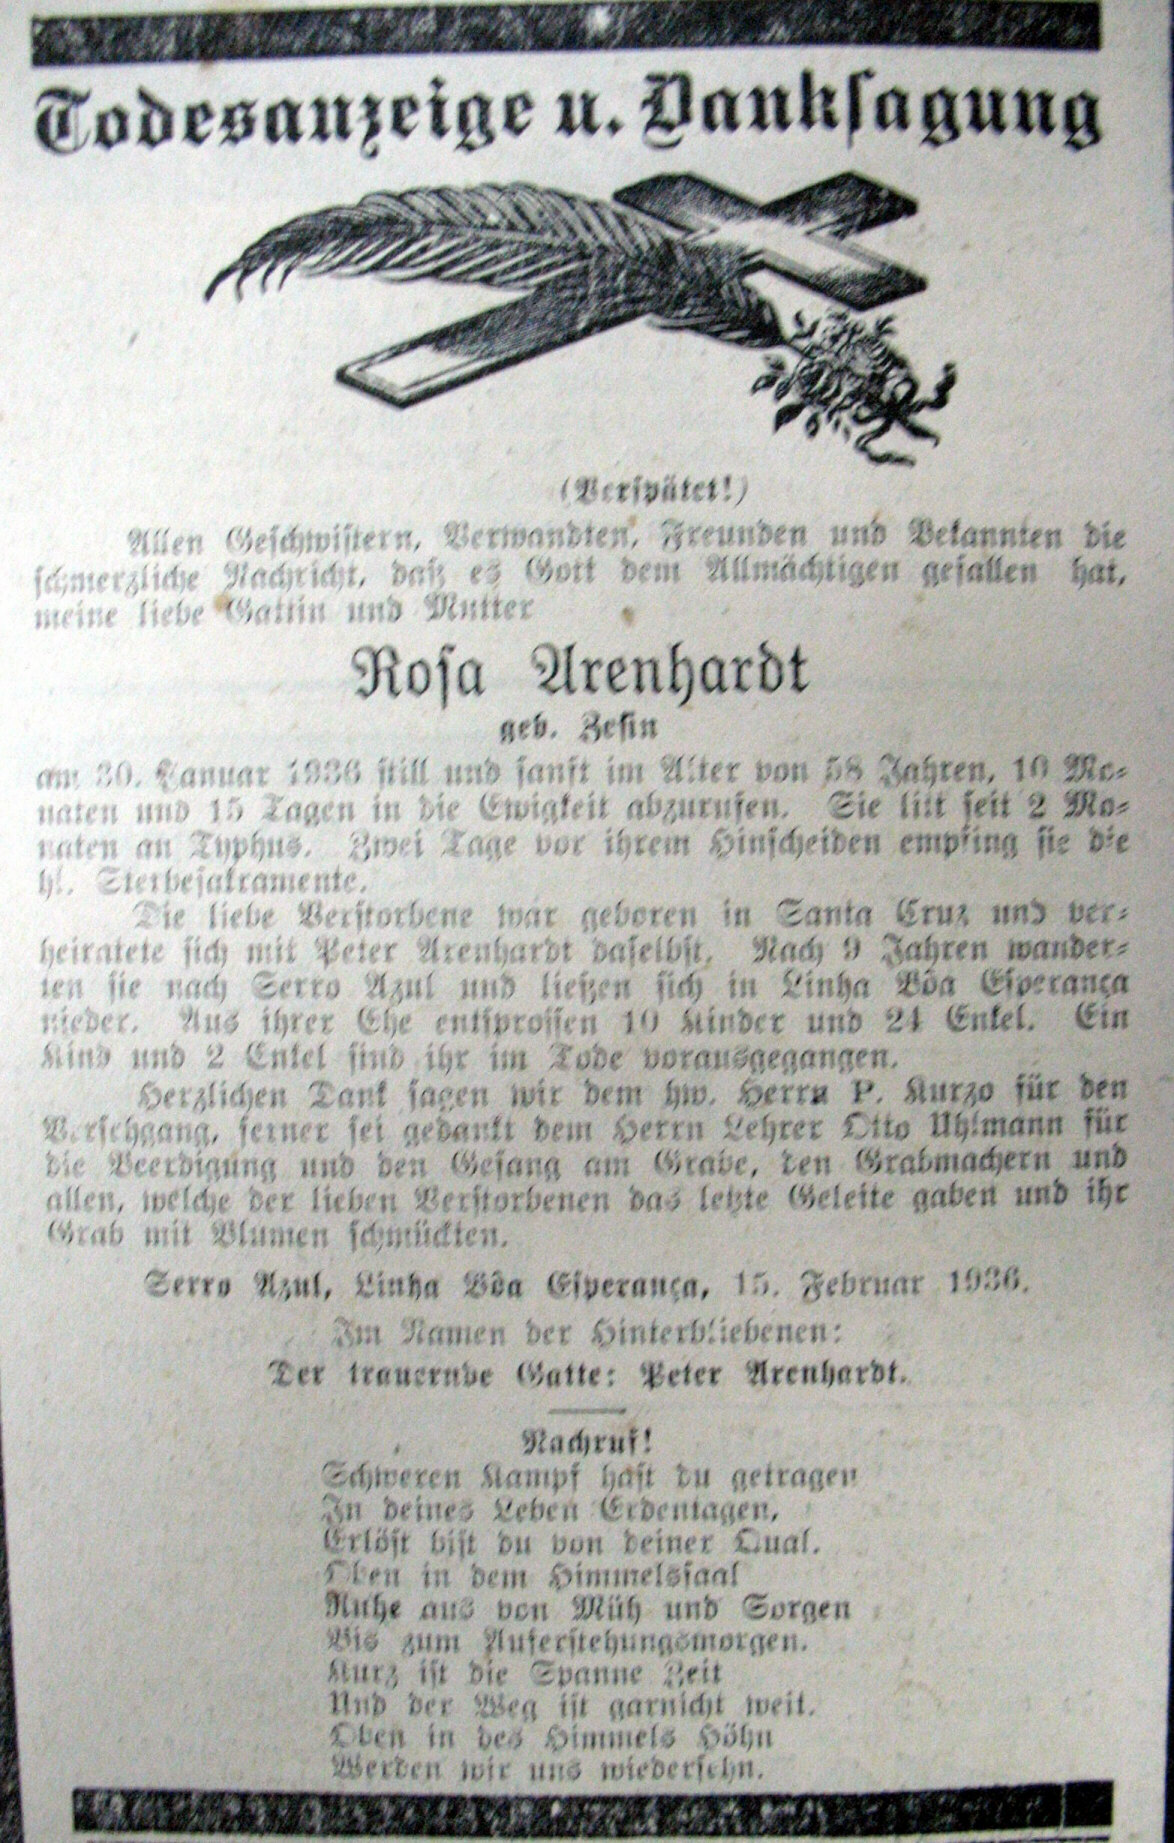 Todesanzeige u. Danksagung
(Verspätet!)
Allen Geschwistern, Verwandten, Freunden und Bekannten die
schmerzliche Nachricht, daß es Gott dem Allmächtigen gefallen hat,
meine liebe Gattin und Mutter
Rosa Arenhardt
geb. Zesin
am 30. Januar 1936 still und sanft im Alter von 58 Jahren, 10 Mo-
naten und 15 Tagen in die Ewigkeit abzurufen. Sie litt seit 2 Mo-
naten an Typhus. Zwei Tage vor ihrem Hinscheiden empfing sie die
hl. Sterbesakramente.
Die liebe Verstorbene war geboren in Santa Cruz und ver-
heiratete sich mit Peter Arenhardt daselbst. Nach 9 Jahren wander-
ten sie nach Serro Azul und ließen sich in Linha Bôa Esperança
nieder. Aus ihrer Ehe entsprossen 10 Kinder und 24 Enkel. Ein
Kind und 2 Enkel sind ihr im Tode vorausgegangen.
Herzlichen Dank sagen wir dem hw. Herrn P. Kurzo für den
Versehgang, ferner sei gedankt dem Herrn Lehrer Otto Uhlmann für
die Beerdigung und den Gesang am Grabe, den Grabmachern und
allen, welche der lieben Verstorbenen das letzte Geleite gaben und ihr
Grab mit Blumen schmückten.
Serro Azul, Linha Bôa Esperança, 15. Februar 1936.
Im Namen der Hinterbliebenen:
Der trauernde Gatte: Peter Arenhardt.
Nachruf!
Schweren Kampf hast du getragen
In deines Leben Erdentagen,
Erlöst bist du von deiner Qual.
Oben in dem Himmelssaal
Ruhe aus von Müh und Sorgen
Bis zum Auferstehungsmorgen.
Kurz ist die Spanne Zeit
Und der Weg ist garnicht weit.
Oben in des Himmels Höhn
Werden wir uns wiedersehn.